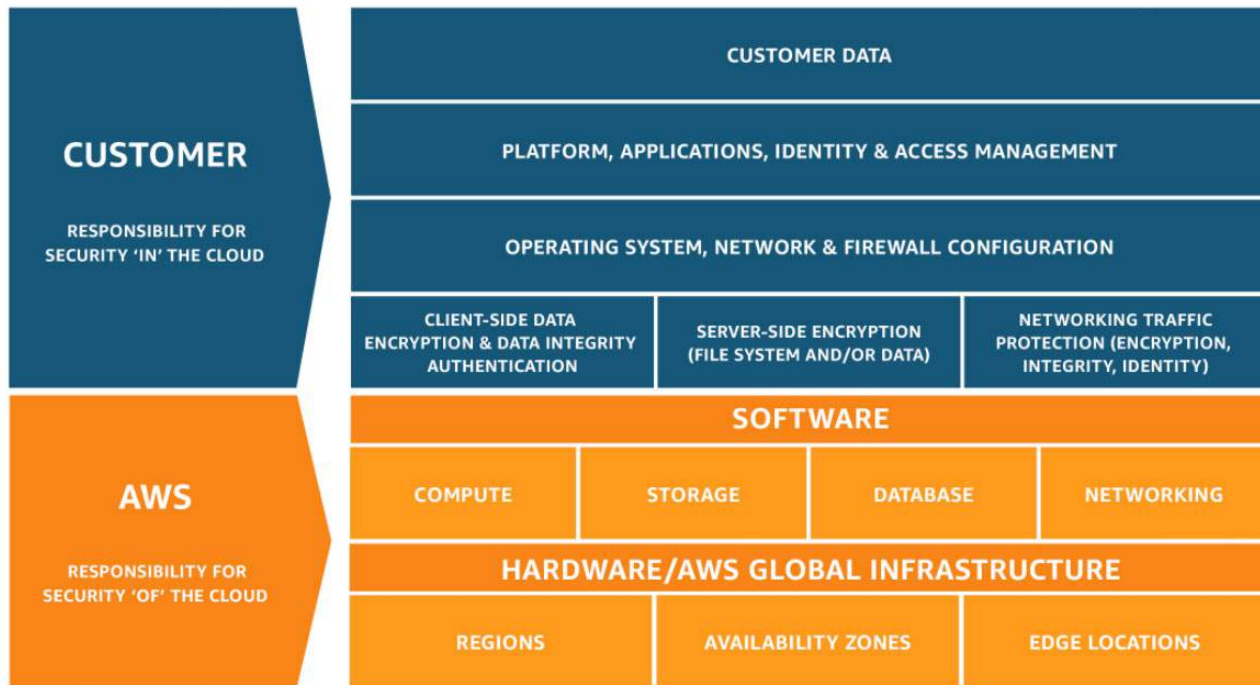 CUSTOMER
RESPONSIBILITY FOR
SECURITY ‘IN’ THE CLOUD
CUSTOMER DATA
PLATFORM, APPLICATIONS, IDENTITY & ACCESS MANAGEMENT
OPERATING SYSTEM, NETWORK & FIREWALL CONFIGURATION
CLIENT-SIDE DATA
ENCRYPTION & DATA INTEGRITY
AUTHENTICATION
SERVER-SIDE ENCRYPTION
(FILE SYSTEM AND/OR DATA)
NETWORKING TRAFFIC
PROTECTION (ENCRYPTION,
INTEGRITY, IDENTITY)
AWS
RESPONSIBILITY FOR
SECURITY ‘OF’ THE CLOUD
SOFTWARE
COMPUTE
STORAGE
DATABASE
NETWORKING
HARDWARE/AWS GLOBAL INFRASTRUCTURE
REGIONS
AVAILABILITY ZONES
EDGE LOCATIONS